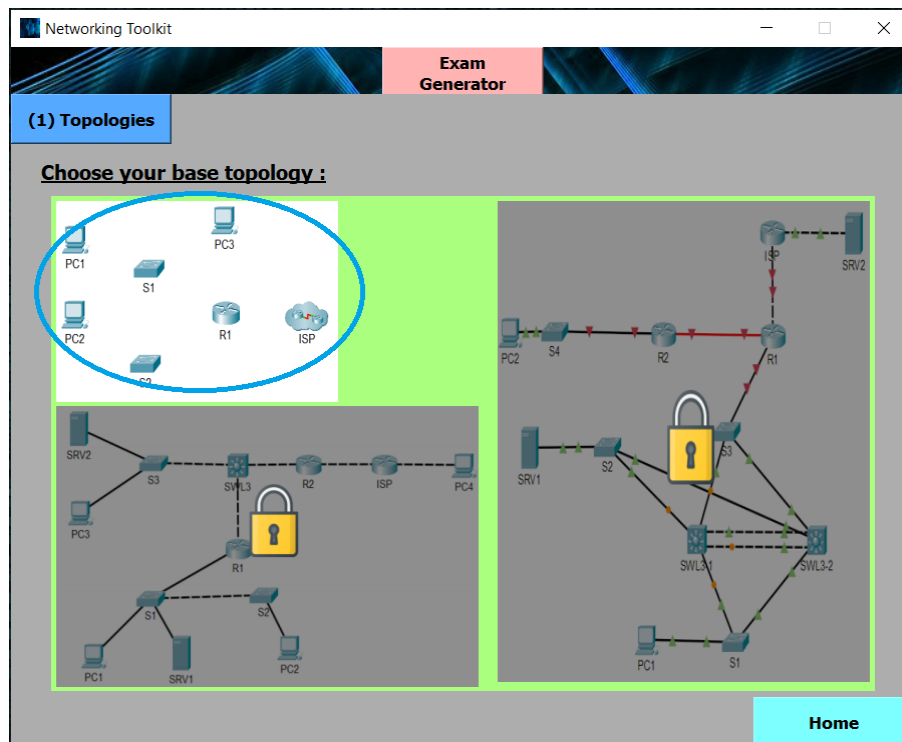 Networking Toolkit
Exam
Generator
(1) Topologies
Choose your base topology :
PC1
PC3
S1
PC2
R1
ISP
ISP
SRV2
PC2
S4
R2
R1
SRV1
S2
S3
SWL3-1
SWL3-2
PC1
S1
SRV2
S3
SWL3
R2
ISP
PC4
PC3
R1
S1
S2
PC1
SRV1
PC2
Home